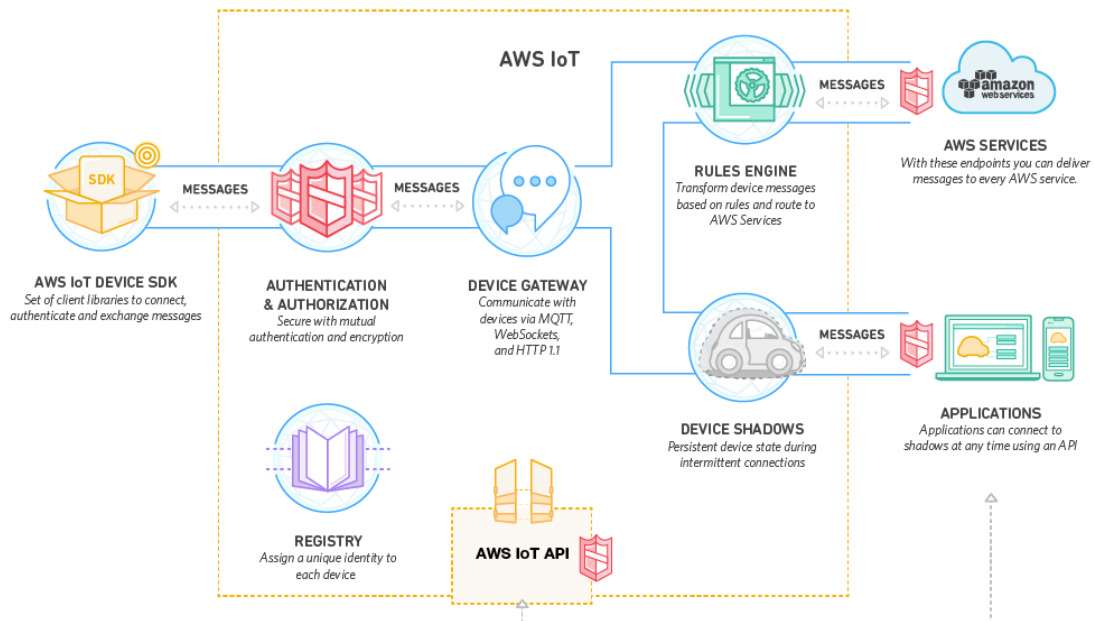 AWS IoT
SDK
MESSAGES
MESSAGES
MESSAGES
amazon
webservices
AWS SERVICES
With these endpoints you can deliver
messages to every AWS service.
RULES ENGINE
Transform device messages
based on rules and route to
AWS Services
AWS IoT DEVICE SDK
Set of client libraries to connect,
authenticate and exchange messages
AUTHENTICATION
& AUTHORIZATION
Secure with mutual
authentication and encryption
DEVICE GATEWAY
Communicate with
devices via MQTT,
WebSockets,
and HTTP 1.1
MESSAGES
DEVICE SHADOWS
Persistent device state during
intermittent connections
APPLICATIONS
Applications can connect to
shadows at any time using an API
REGISTRY
Assign a unique identity to
each device
AWS IoT API